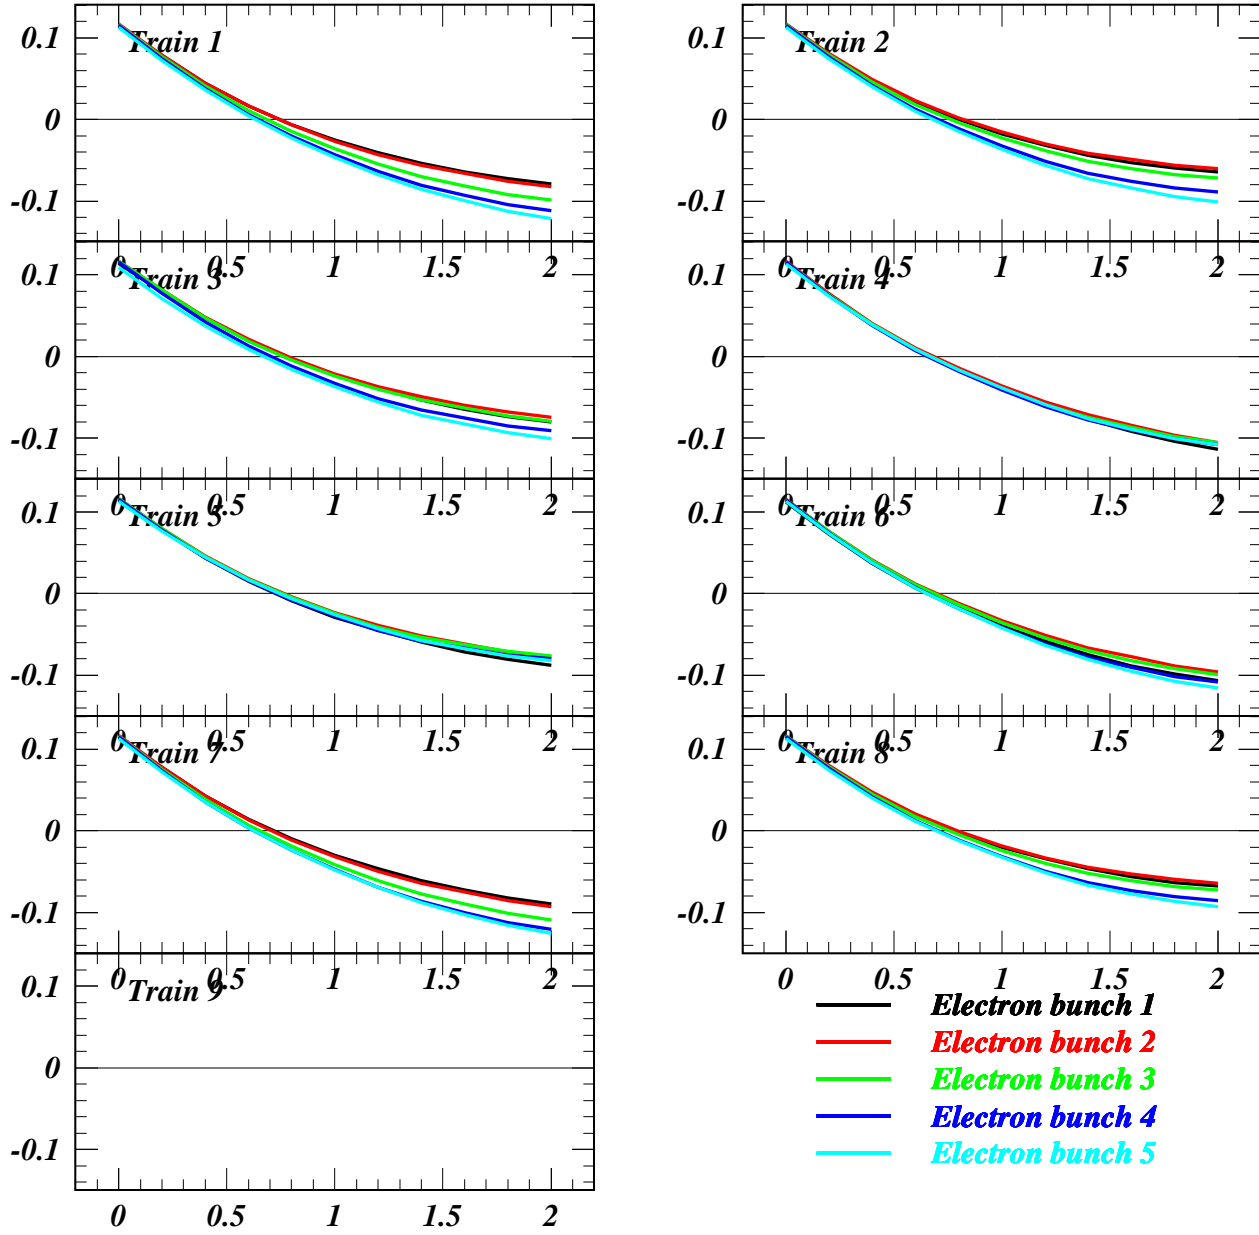 0.1 Train 1 0.1 Train 2
0 0
-0.1 -0.1
0 0.5 1 1.5 2 0 0.5 1 1.5 2
0.1 Train 3 0.1 Train 4
0 0
-0.1 -0.1
0 0.5 1 1.5 2 0 0.5 1 1.5 2
0.1 Train 5 0.1 Train 6
0 0
-0.1 -0.1
0 0.5 1 1.5 2 0 0.5 1 1.5 2
0.1 Train 7 0.1 Train 8
0 0
-0.1 -0.1
0 0.5 1 1.5 2 0 0.5 1 1.5 2
0.1 Train 9
0
-0.1
0 0.5 1 1.5 2
Electron bunch 1
Electron bunch 2
Electron bunch 3
Electron bunch 4
Electron bunch 5